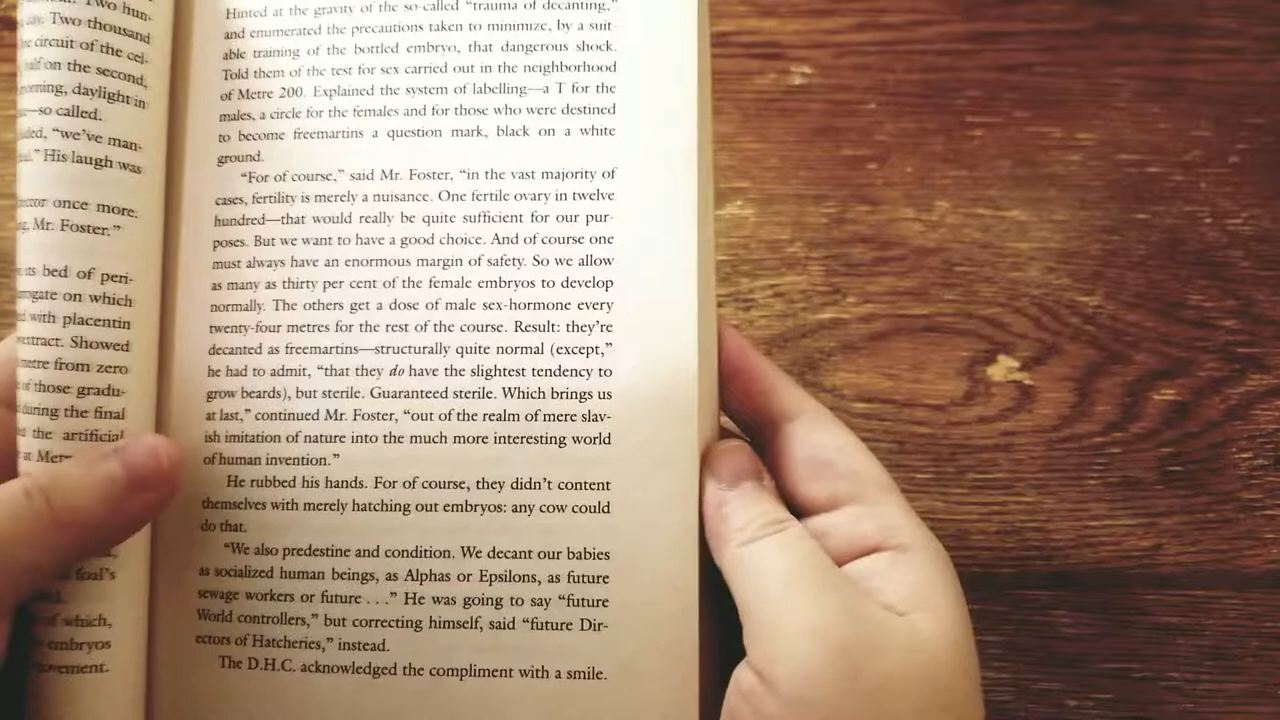 Two hun-
day. Two thousand
circuit of the cel-
half on the second,
daylight in
—so called.
"we've man-
His laugh was
once more.
Mr. Foster."
its bed of peri-
on which
with placentin
Showed
metre from zero
of those gradu-
during the final
the artificial
at
foal's
of which,
embryos
Hinted at the gravity of the so-called "trauma of decanting,"
and enumerated the precautions taken to minimize, by a suit-
able training of the bottled embryo, that dangerous shock.
Told them of the test for sex carried out in the neighborhood
of Metre 200. Explained the system of labelling—a T for the
males, a circle for the females and for those who were destined
to become freemartins a question mark, black on a white
ground.
"For of course," said Mr. Foster, "in the vast majority of
cases, fertility is merely a nuisance. One fertile ovary in twelve
hundred—that would really be quite sufficient for our pur-
poses. But we want to have a good choice. And of course one
must always have an enormous margin of safety. So we allow
as many as thirty per cent of the female embryos to develop
normally. The others get a dose of male sex-hormone every
twenty-four metres for the rest of the course. Result: they're
decanted as freemartins—structurally quite normal (except,"
he had to admit, "that they do have the slightest tendency to
grow beards), but sterile. Guaranteed sterile. Which brings us
at last," continued Mr. Foster, "out of the realm of mere slav-
ish imitation of nature into the much more interesting world
of human invention."
He rubbed his hands. For of course, they didn't content
themselves with merely hatching out embryos: any cow could
do that.
"We also predestine and condition. We decant our babies
as socialized human beings, as Alphas or Epsilons, as future
sewage workers or future . . ." He was going to say "future
World controllers," but correcting himself, said "future Dir-
ectors of Hatcheries," instead.
The D.H.C. acknowledged the compliment with a smile.